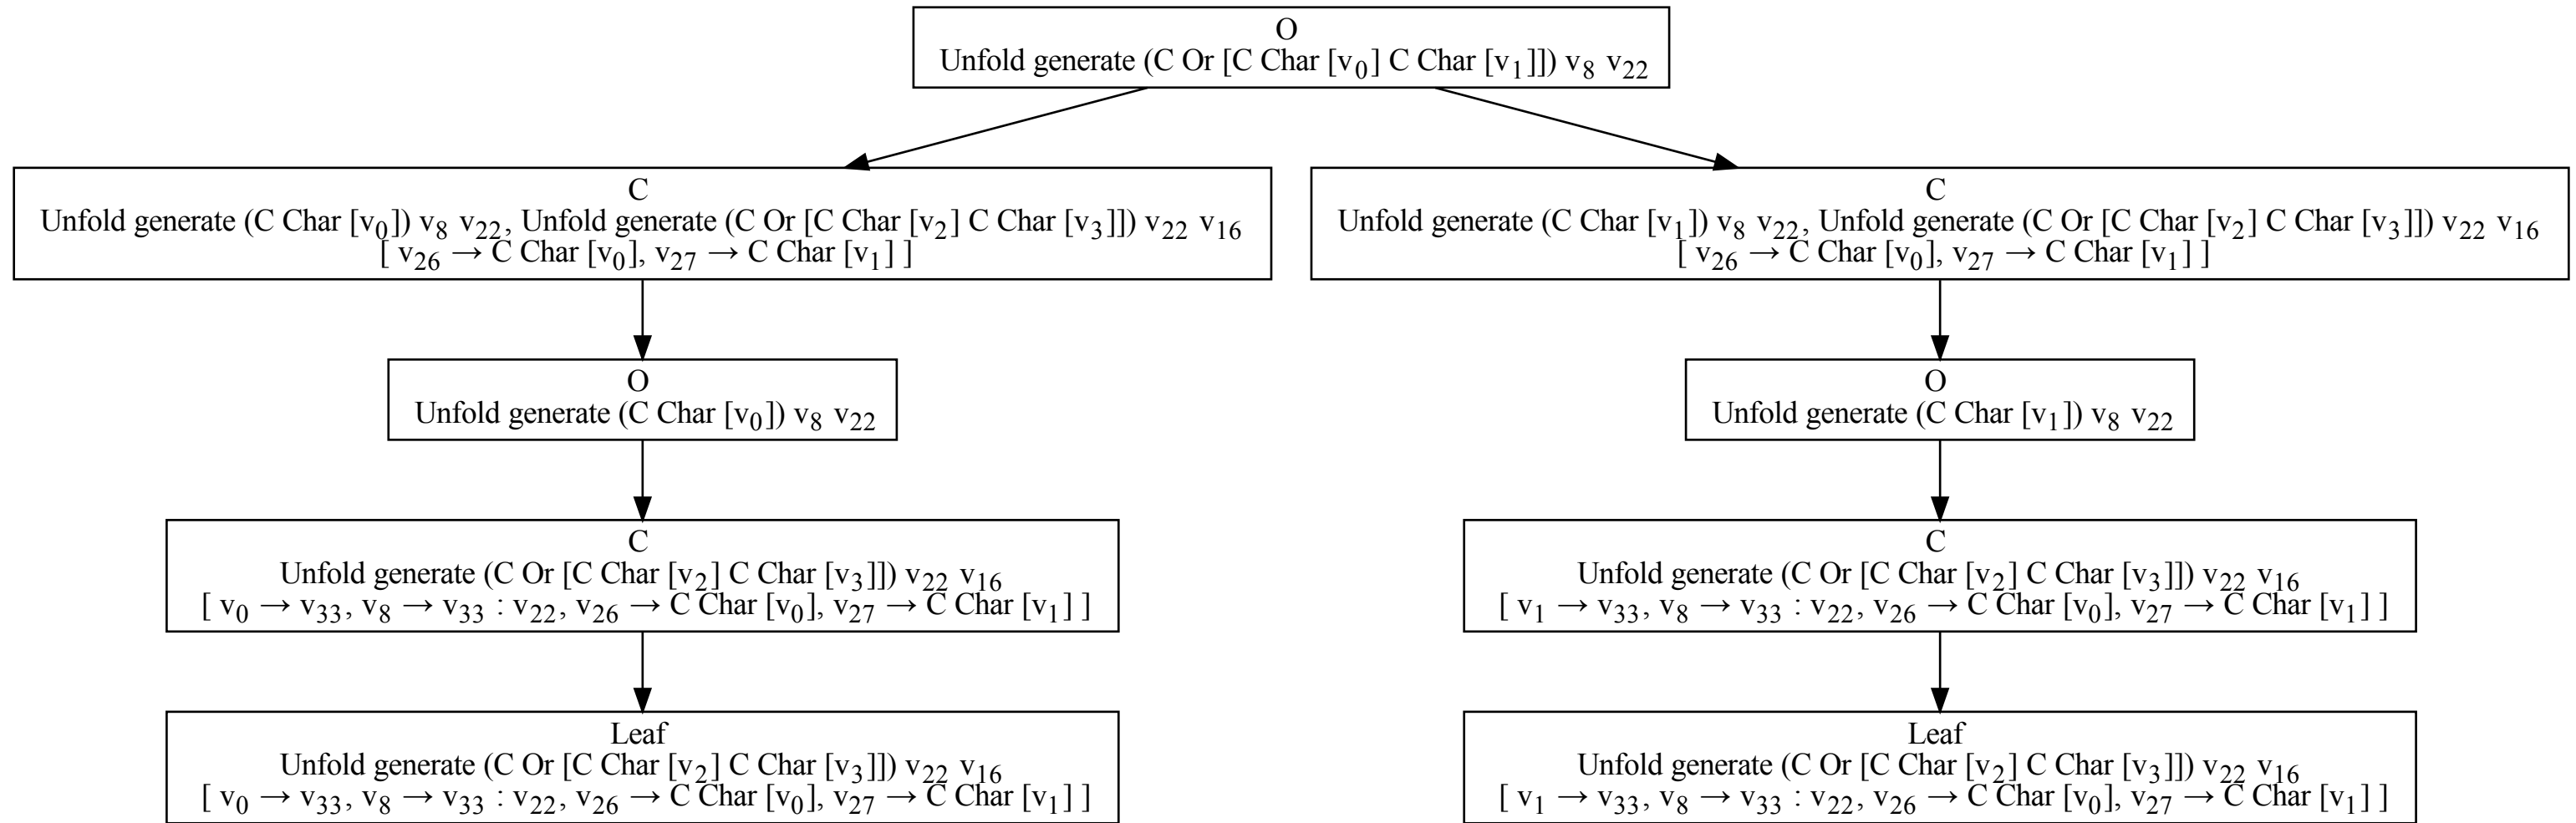 O
Unfold generate (C Or [C Char [v₀] C Char [v₁]]) v₈ v₂₂
C
Unfold generate (C Char [v₀]) v₈ v₂₂, Unfold generate (C Or [C Char [v₂] C Char [v₃]]) v₂₂ v₁₆
[ v₂₆ → C Char [v₀], v₂₇ → C Char [v₁] ]
C
Unfold generate (C Char [v₁]) v₈ v₂₂, Unfold generate (C Or [C Char [v₂] C Char [v₃]]) v₂₂ v₁₆
[ v₂₆ → C Char [v₀], v₂₇ → C Char [v₁] ]
O
Unfold generate (C Char [v₀]) v₈ v₂₂
O
Unfold generate (C Char [v₁]) v₈ v₂₂
C
Unfold generate (C Or [C Char [v₂] C Char [v₃]]) v₂₂ v₁₆
[ v₀ → v₃₃, v₈ → v₃₃ : v₂₂, v₂₆ → C Char [v₀], v₂₇ → C Char [v₁] ]
C
Unfold generate (C Or [C Char [v₂] C Char [v₃]]) v₂₂ v₁₆
[ v₁ → v₃₃, v₈ → v₃₃ : v₂₂, v₂₆ → C Char [v₀], v₂₇ → C Char [v₁] ]
Leaf
Unfold generate (C Or [C Char [v₂] C Char [v₃]]) v₂₂ v₁₆
[ v₀ → v₃₃, v₈ → v₃₃ : v₂₂, v₂₆ → C Char [v₀], v₂₇ → C Char [v₁] ]
Leaf
Unfold generate (C Or [C Char [v₂] C Char [v₃]]) v₂₂ v₁₆
[ v₁ → v₃₃, v₈ → v₃₃ : v₂₂, v₂₆ → C Char [v₀], v₂₇ → C Char [v₁] ]